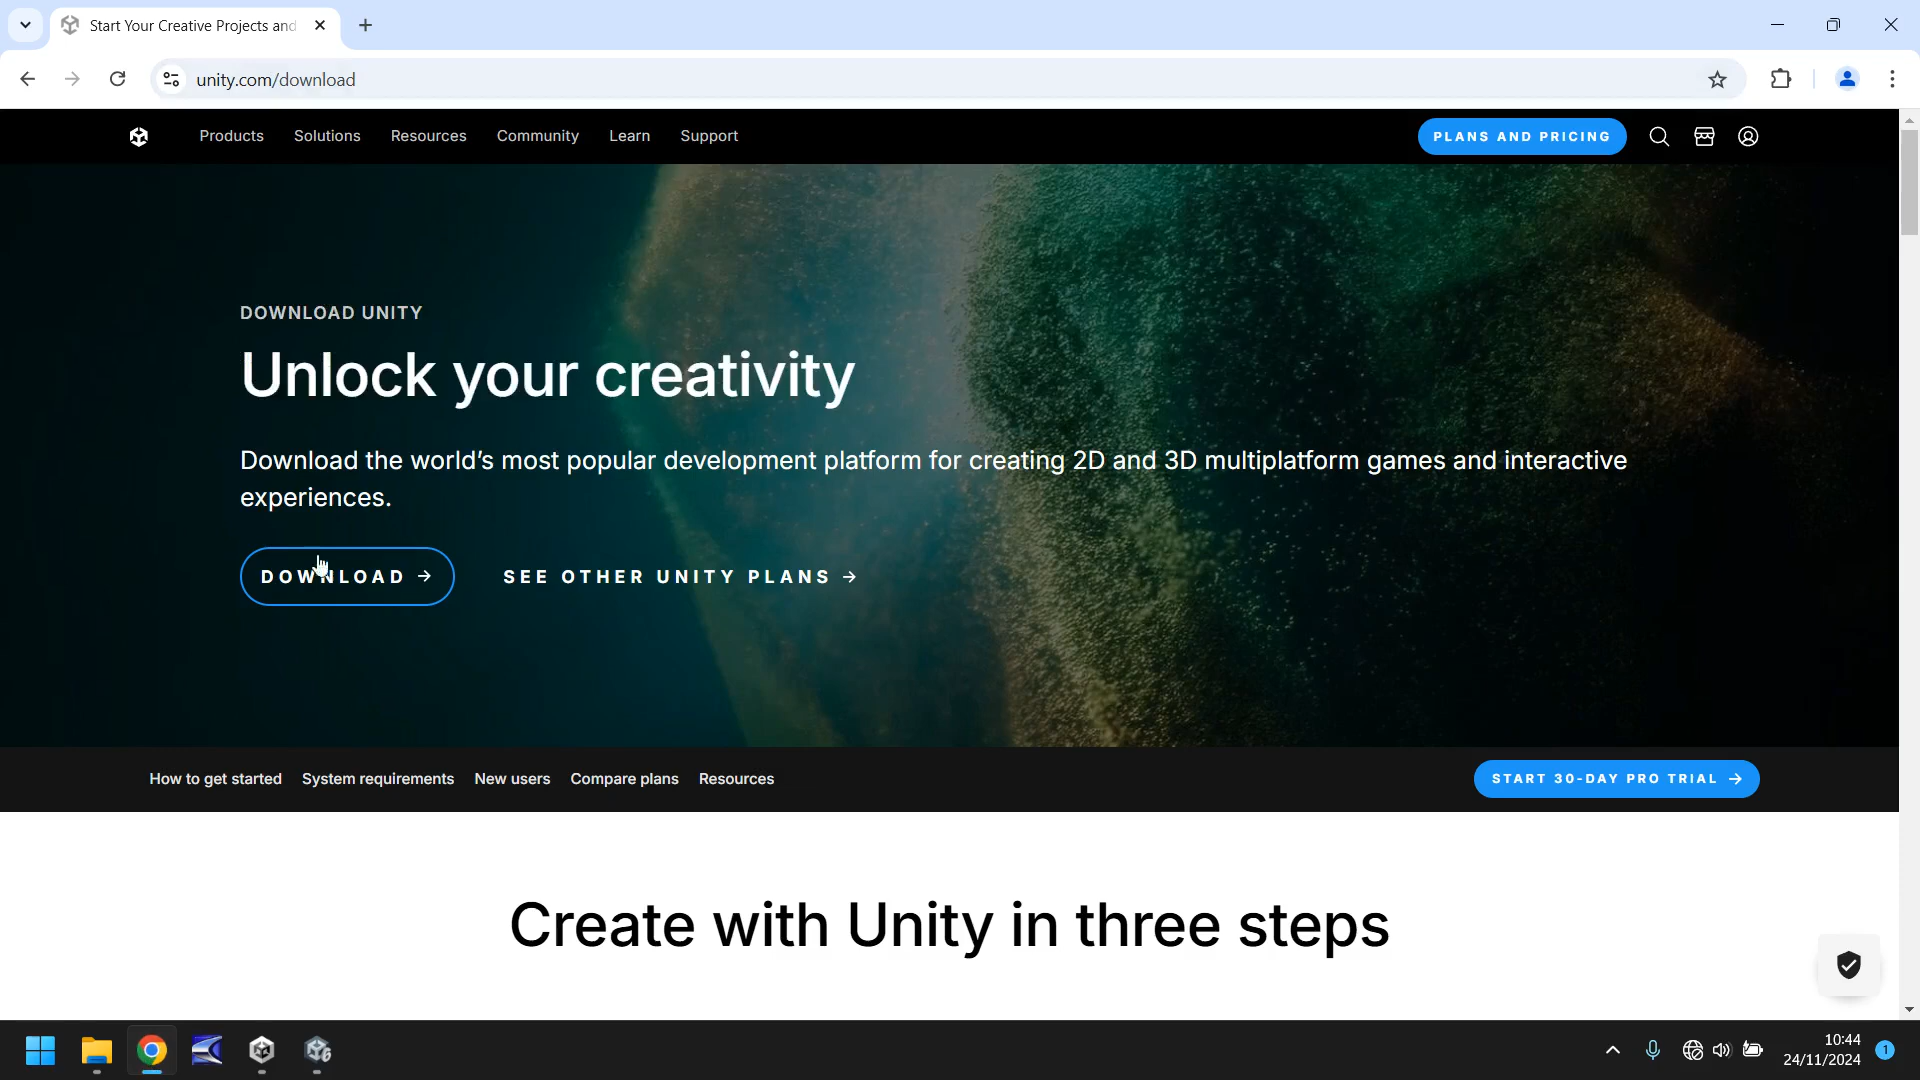 Start Your Creative Projects and
unity.com/download
Products
Solutions
Resources
Community
Learn
Support
PLANS AND PRICING
DOWNLOAD UNITY
Unlock your creativity
Download the world's most popular development platform for creating 2D and 3D multiplatform games and interactive
experiences.
DOWNLOAD →
SEE OTHER UNITY PLANS →
How to get started
System requirements
New users
Compare plans
Resources
START 30-DAY PRO TRIAL →
Create with Unity in three steps
6
10:44
24/11/2024
1